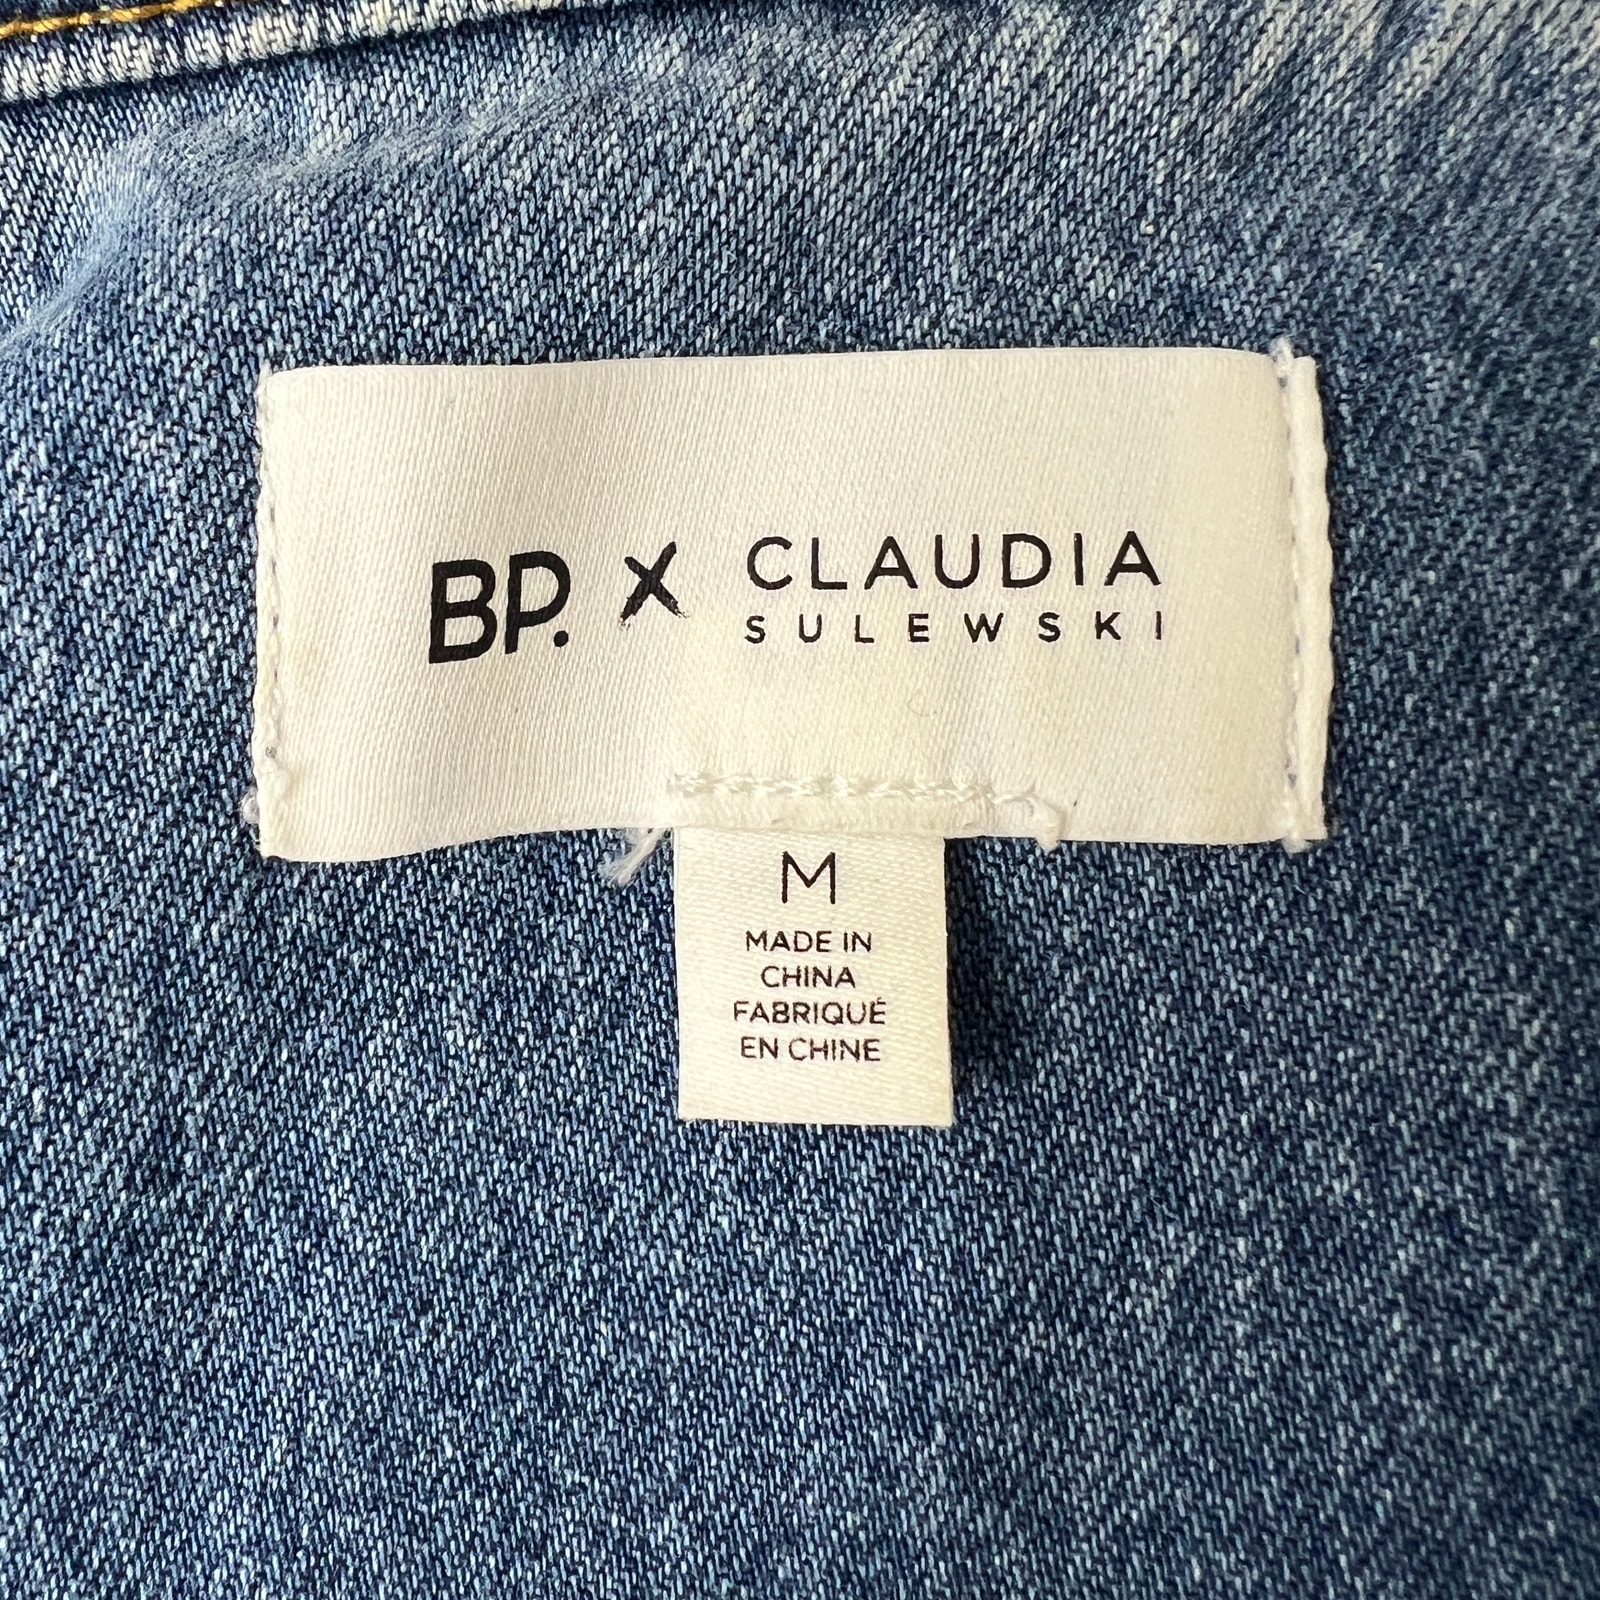 BP. X CLAUDIA
SULEWSKI
M
MADE IN
CHINA
FABRIQUÉ
EN CHINE